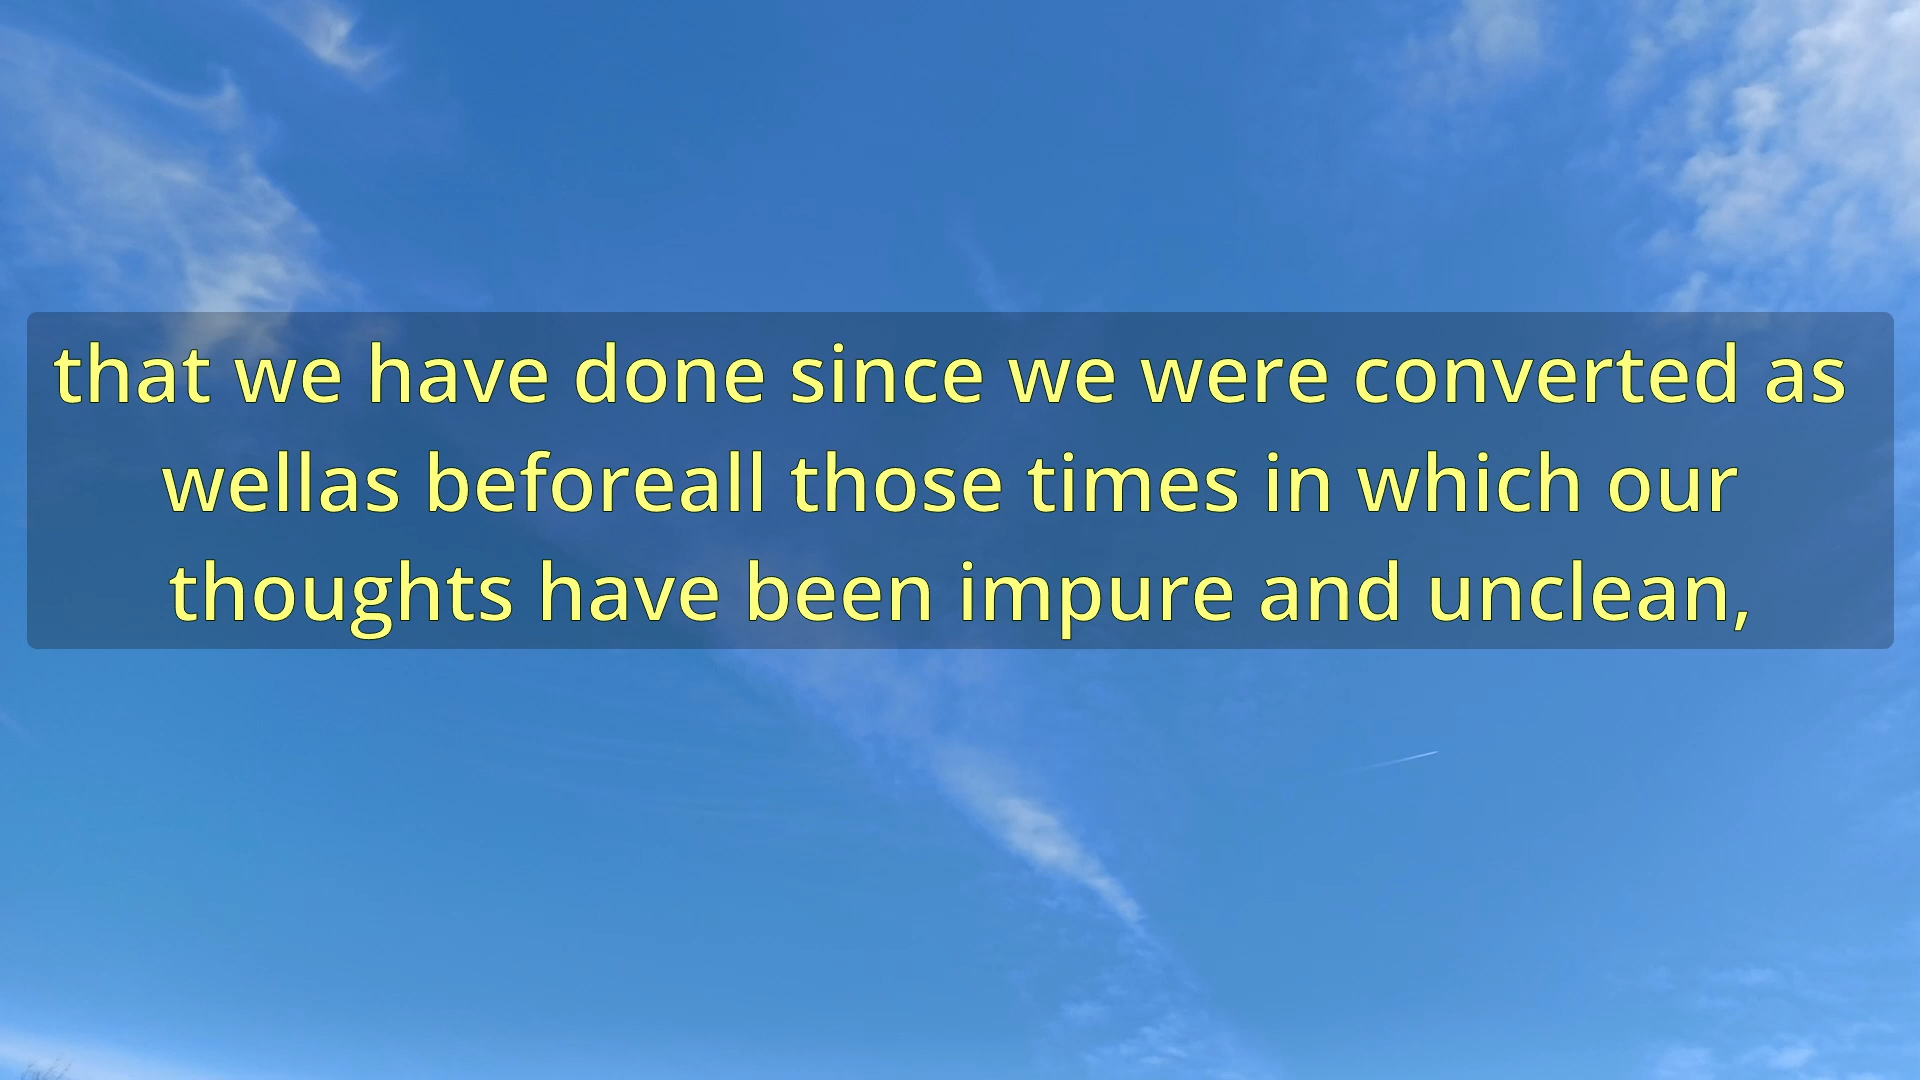 that we have done since we were converted as
wellas beforeall those times in which our
thoughts have been impure and unclean,